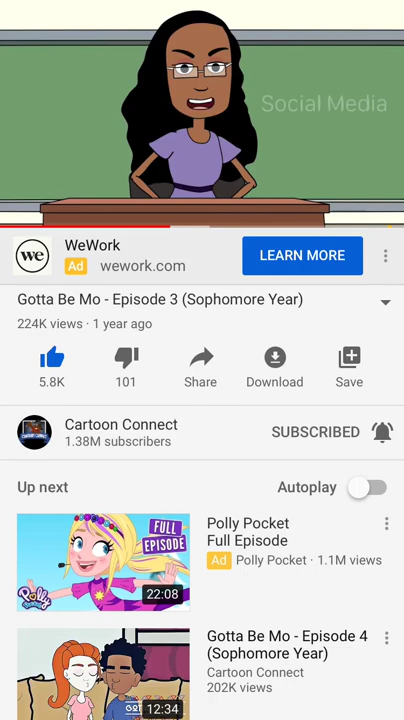 Social Media
we
WeWork
Ad wework.com
LEARN MORE
Gotta Be Mo - Episode 3 (Sophomore Year)
224K views · 1 year ago
5.8K
101
Share
Download
Save
Cartoon Connect
1.38M subscribers
SUBSCRIBED
Up next
Autoplay
FULL
EPISODE
Polly
22:08
Polly Pocket
Full Episode
Ad Polly Pocket · 1.1M views
12:34
Gotta Be Mo - Episode 4
(Sophomore Year)
Cartoon Connect
202K views